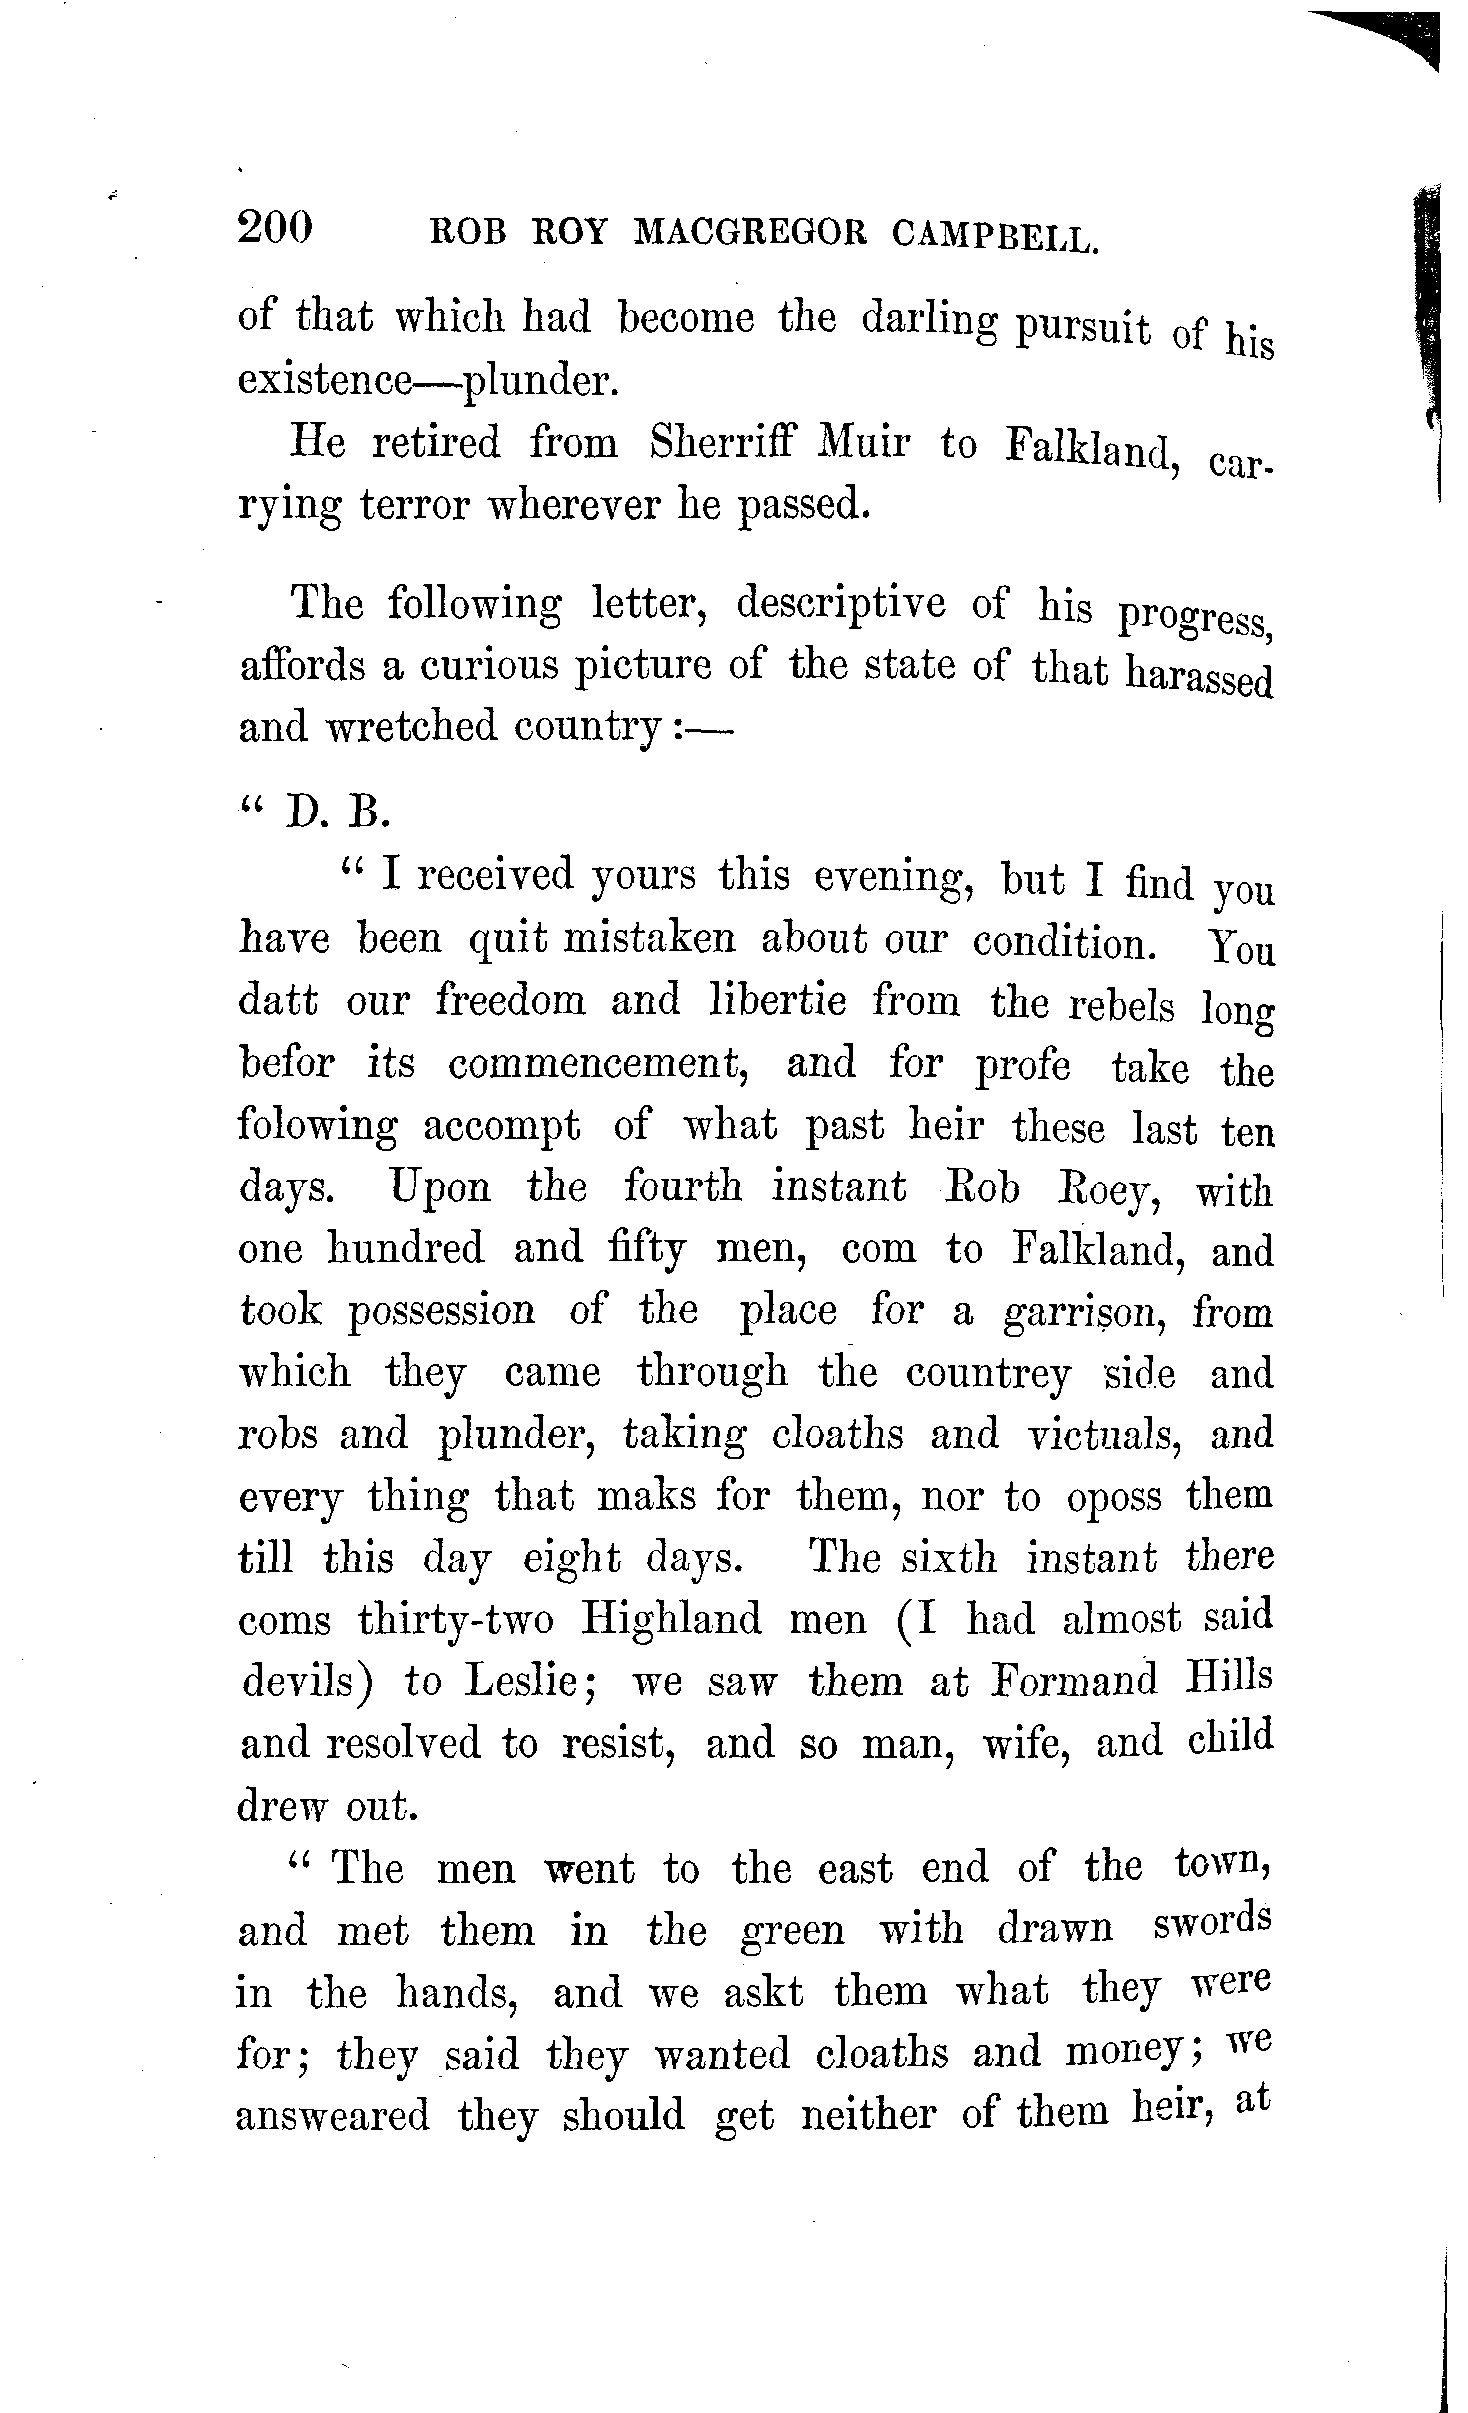 200 ROB ROY MACGREGOR CAMPBELL.
of that which had become the darling pursuit of his
existence—plunder.
He retired from Sherriff Muir to Falkland, car-
rying terror wherever he passed.
The following letter, descriptive of his progress,
affords a curious picture of the state of that harassed
and wretched country :—
“ D. B.
“ I received yours this evening, but I find you
have been quit mistaken about our condition. You
datt our freedom and libertie from the rebels long
befor its commencement, and for profe take the
folowing accompt of what past heir these last ten
days. Upon the fourth instant Rob Roey, with
one hundred and fifty men, com to Falkland, and
took possession of the place for a garrison, from
which they came through the countrey side and
robs and plunder, taking cloaths and victuals, and
every thing that maks for them, nor to oposs them
till this day eight days. The sixth instant there
coms thirty-two Highland men (I had almost said
devils) to Leslie; we saw them at Formand Hills
and resolved to resist, and so man, wife, and child
drew out.
“ The men went to the east end of the town,
and met them in the green with drawn swords
in the hands, and we askt them what they were
for; they said they wanted cloaths and money; we
answeared they should get neither of them heir, at